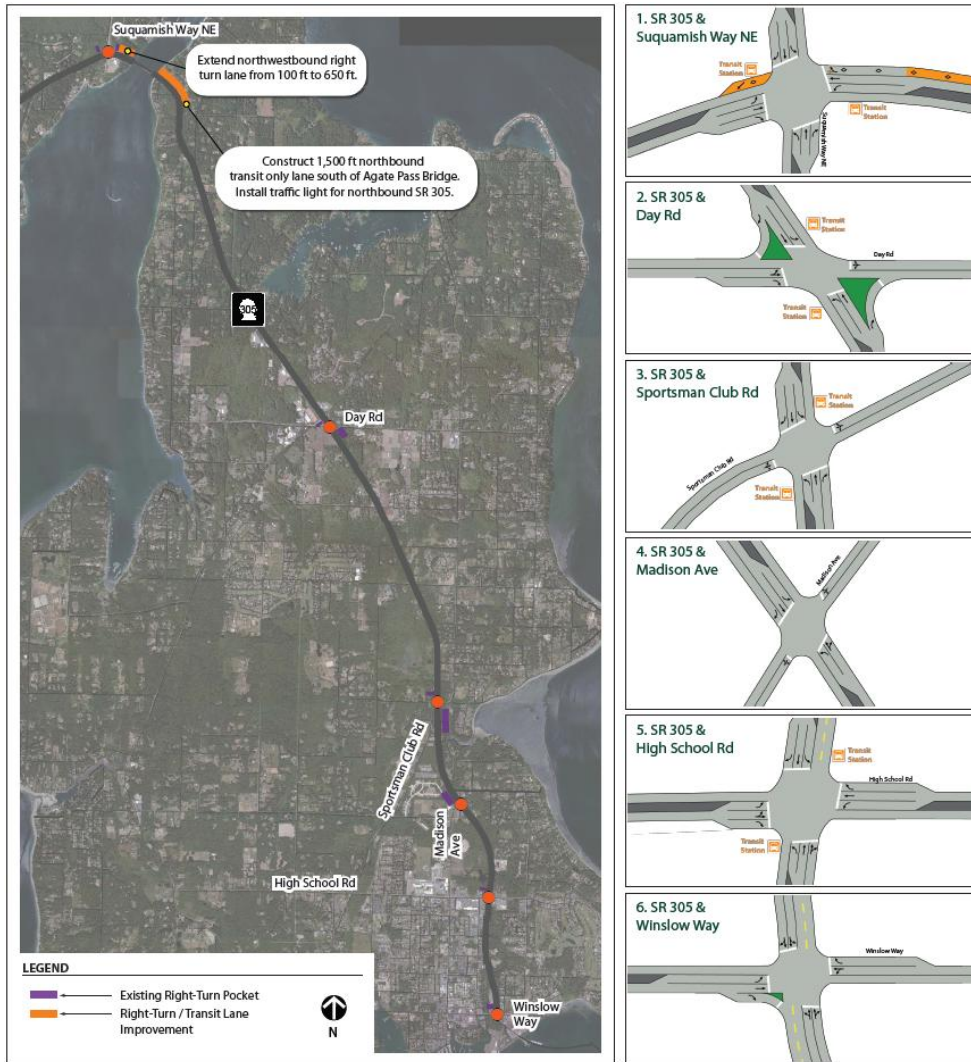 Suquamish Way NE
Extend northwestbound right
turn lane from 100 ft to 650 ft.
Construct 1,500 ft northbound
transit only lane south of Agate Pass Bridge.
Install traffic light for northbound SR 305.
305
Day Rd
Sportsman Club Rd
Madison
Ave
High School Rd
Winslow
Way
LEGEND
Existing Right-Turn Pocket
Right-Turn / Transit Lane
Improvement
N
1. SR 305 &
Suquamish Way NE
Transit
Station
Transit
Station
Suquamish Way NE
2. SR 305 &
Day Rd
Transit
Station
Day Rd
Transit
Station
3. SR 305 &
Sportsman Club Rd
Transit
Station
Sportsman Club Rd
Transit
Station
4. SR 305 &
Madison Ave
Madison Ave
5. SR 305 &
High School Rd
Transit
Station
High School Rd
Transit
Station
6. SR 305 &
Winslow Way
Winslow Way